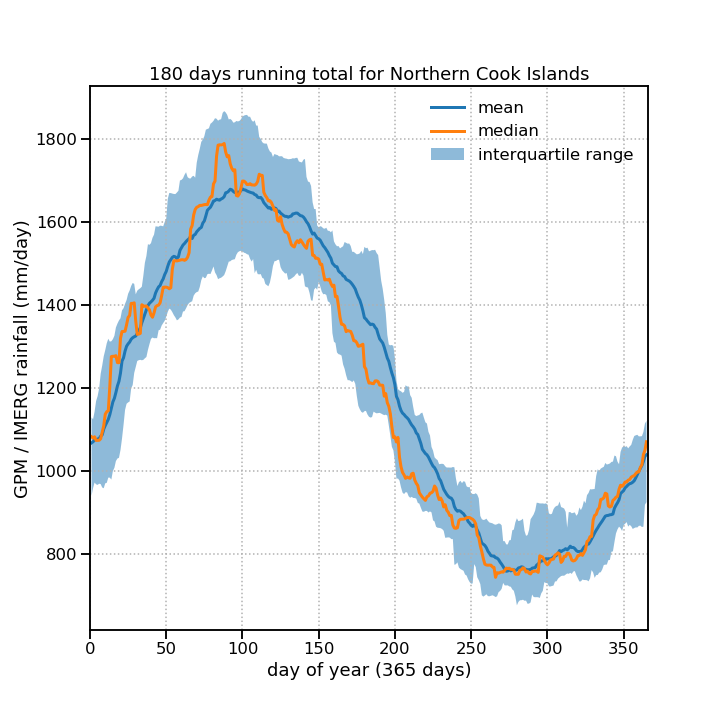 180 days running total for Northern Cook Islands
mean
median
interquartile range
GPM / IMERG rainfall (mm/day)
1800
1600
1400
1200
1000
800
0 50 100 150 200 250 300 350
day of year (365 days)